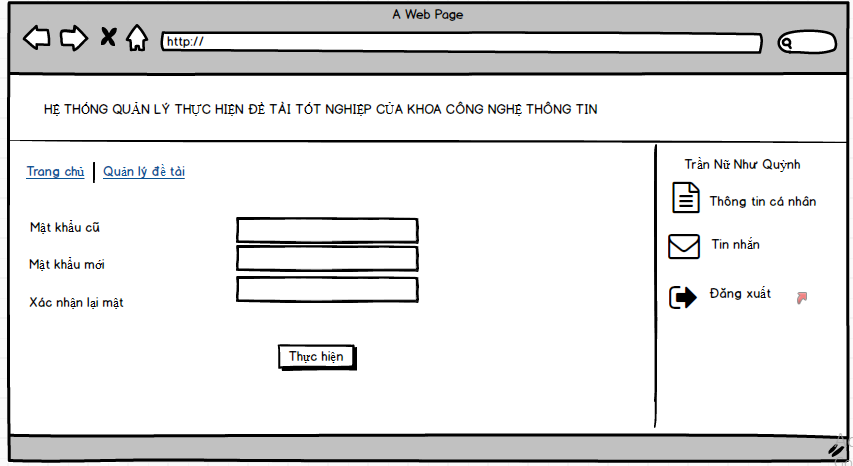 A Web Page
http://
HỆ THỐNG QUẢN LÝ THỰC HIỆN ĐỀ TÀI TỐT NGHIỆP CỦA KHOA CÔNG NGHỆ THÔNG TIN
Trang chủ | Quản lý đề tài
Trần Nữ Như Quỳnh
Thông tin cá nhân
Tin nhắn
Đăng xuất
Mật khẩu cũ
Mật khẩu mới
Xác nhận lại mật
Thực hiện